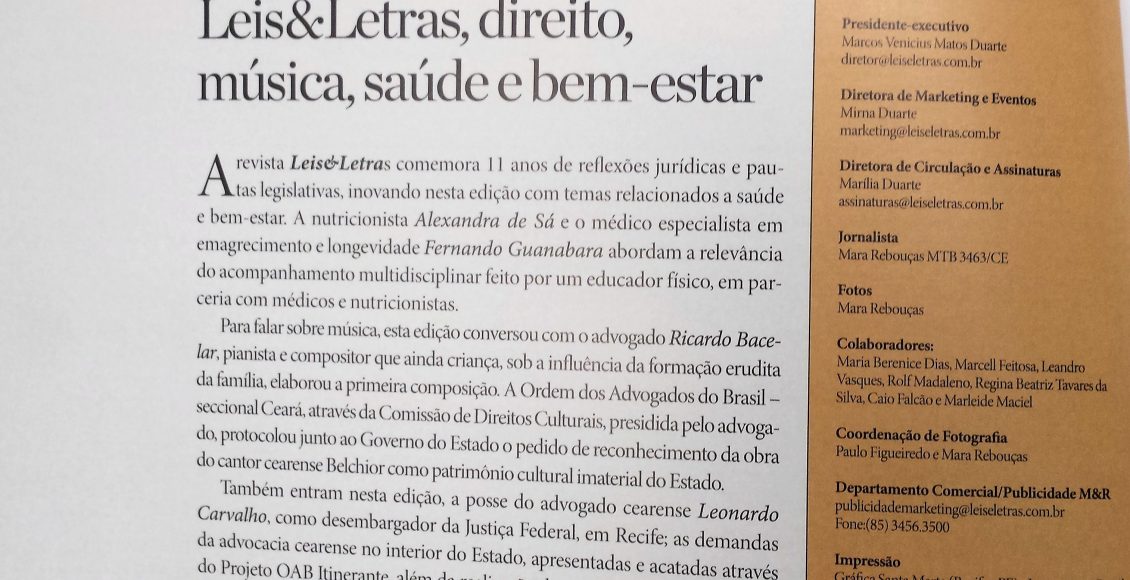 Leis&Letras, direito,
música, saúde e bem-estar
A revista Leis&Letras comemora 11 anos de reflexões jurídicas e pau-
tas legislativas, inovando nesta edição com temas relacionados a saúde
e bem-estar. A nutricionista Alexandra de Sá e o médico especialista em
emagrecimento e longevidade Fernando Guanabara abordam a relevância
do acompanhamento multidisciplinar feito por um educador físico, em par-
ceria com médicos e nutricionistas.
Para falar sobre música, esta edição conversou com o advogado Ricardo Bace-
lar, pianista e compositor que ainda criança, sob a influência da formação erudita
da família, elaborou a primeira composição. A Ordem dos Advogados do Brasil –
seccional Ceará, através da Comissão de Direitos Culturais, presidida pelo advoga-
do, protocolou junto ao Governo do Estado o pedido de reconhecimento da obra
do cantor cearense Belchior como patrimônio cultural imaterial do Estado.
Também entram nesta edição, a posse do advogado cearense Leonardo
Carvalho, como desembargador da Justiça Federal, em Recife; as demandas
da advocacia cearense no interior do Estado, apresentadas e acatadas através
do Projeto OAB Itinerante, além
Presidente-executivo
Marcos Venicius Matos Duarte
diretor@leiseletras.com.br
Diretora de Marketing e Eventos
Mirna Duarte
marketing@leiseletras.com.br
Diretora de Circulação e Assinaturas
Marília Duarte
assinaturas@leiseletras.com.br
Jornalista
Mara Rebouças MTB 3463/CE
Fotos
Mara Rebouças
Colaboradores:
Maria Berenice Dias, Marcell Feitosa, Leandro
Vasques, Rolf Madaleno, Regina Beatriz Tavares da
Silva, Caio Falcão e Marleide Maciel
Coordenação de Fotografia
Paulo Figueiredo e Mara Rebouças
Departamento Comercial/Publicidade M&R
publicidademarketing@leiseletras.com.br
Fone:(85) 3456.3500
Impressão